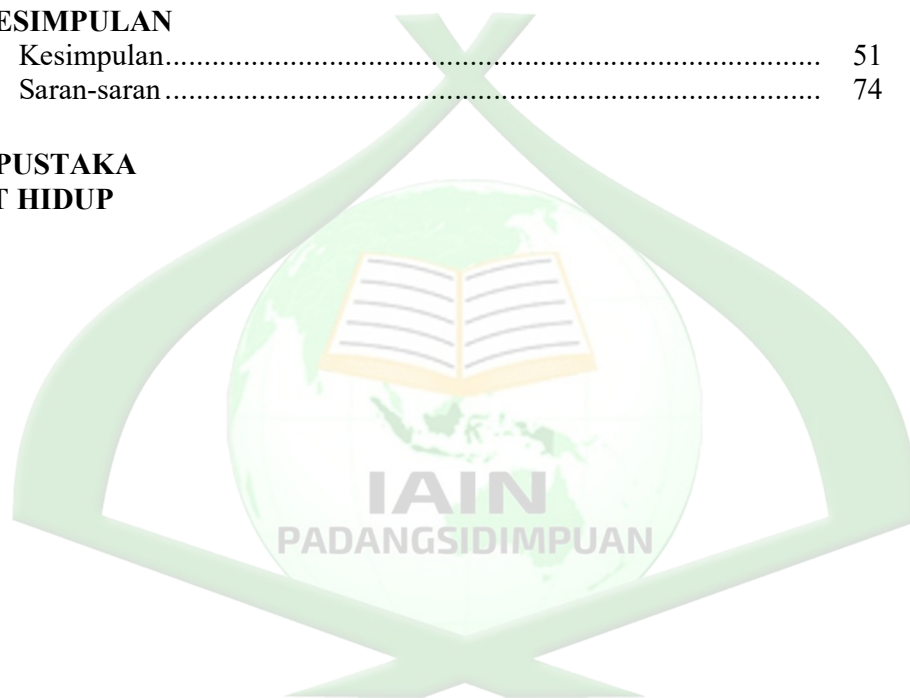 ESIMPULAN
Kesimpulan.................................................................................... 51
Saran-saran.................................................................................... 74
PUSTAKA
T HIDUP
IAIN
PADANGSIDIMPUAN